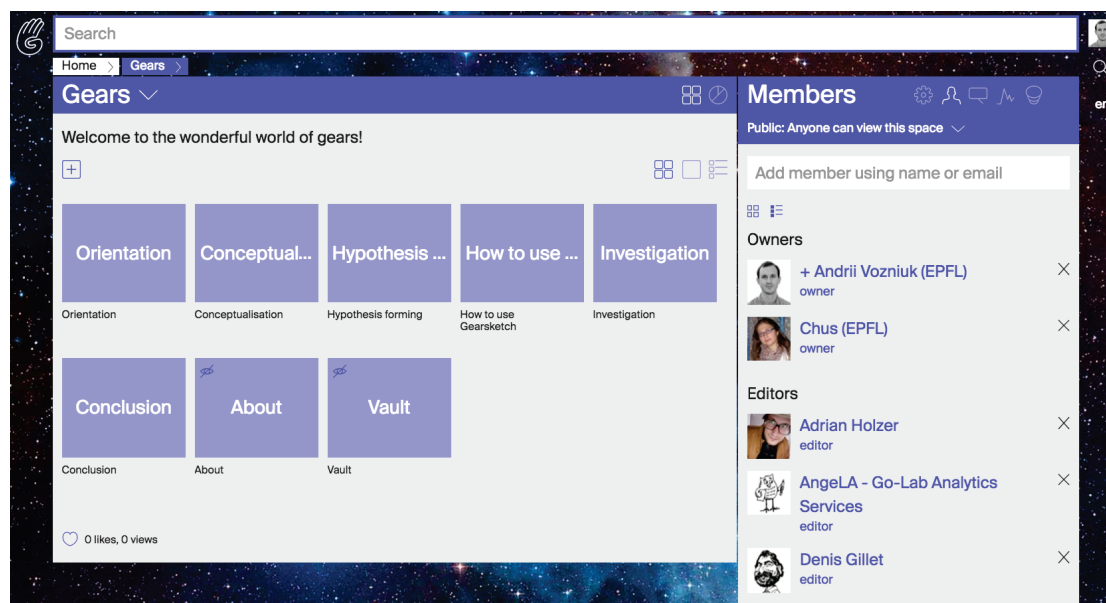 Search
Home
Gears
en
Gears
Welcome to the wonderful world of gears!
Orientation
Conceptual...
Hypothesis ...
How to use ...
Investigation
Orientation
Conceptualisation
Hypothesis forming
How to use
Gearsketch
Investigation
Conclusion
About
Vault
Conclusion
About
Vault
0 likes, 0 views
Members
Public: Anyone can view this space
Add member using name or email
Owners
+ Andrii Vozniuk (EPFL)
owner
Chus (EPFL)
owner
Editors
Adrian Holzer
editor
AngeLA - Go-Lab Analytics
Services
editor
Denis Gillet
editor